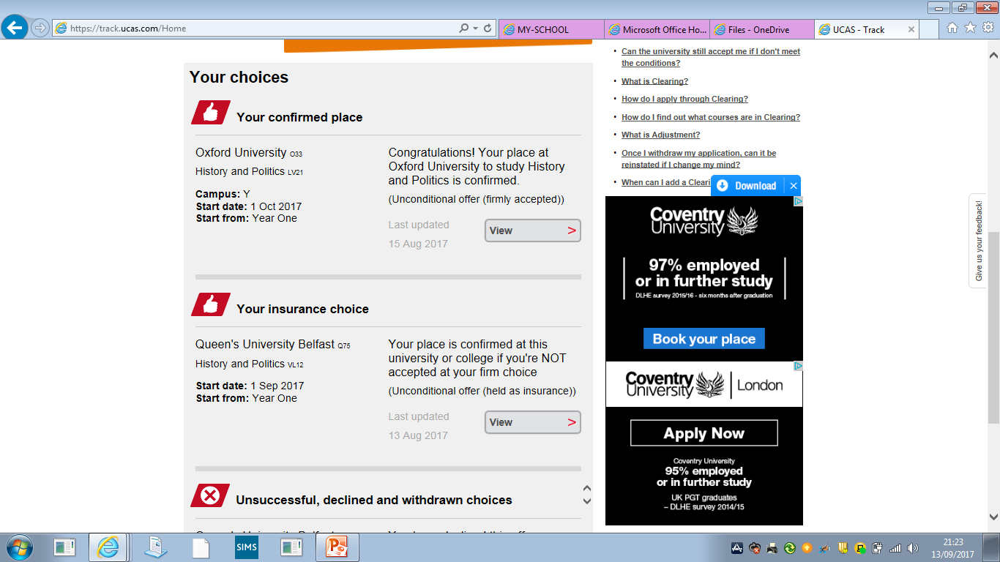 https://track.ucas.com/Home
MY-SCHOOL
Microsoft Office Ho...
Files - OneDrive
UCAS - Track
Your choices
Your confirmed place
Oxford University O33
History and Politics LV21
Campus: Y
Start date: 1 Oct 2017
Start from: Year One
Congratulations! Your place at
Oxford University to study History
and Politics is confirmed.
(Unconditional offer (firmly accepted))
Last updated
15 Aug 2017
View >
Your insurance choice
Queen's University Belfast Q75
History and Politics VL12
Start date: 1 Sep 2017
Start from: Year One
Your place is confirmed at this
university or college if you're NOT
accepted at your firm choice
(Unconditional offer (held as insurance))
Last updated
13 Aug 2017
View >
Unsuccessful, declined and withdrawn choices
Can the university still accept me if I don't meet
the conditions?
What is Clearing?
How do I apply through Clearing?
How do I find out what courses are in Clearing?
What is Adjustment?
Once I withdraw my application, can it be
reinstated if I change my mind?
When can I add a Cleari
Download
Coventry
University
97% employed
or in further study
DLHE survey 2015/16 - six months after graduation
Book your place
Coventry
University
London
Apply Now
Coventry University
95% employed
or in further study
UK PGT graduates
– DLHE survey 2014/15
Give us your feedback!
SIMS
21:23
13/09/2017